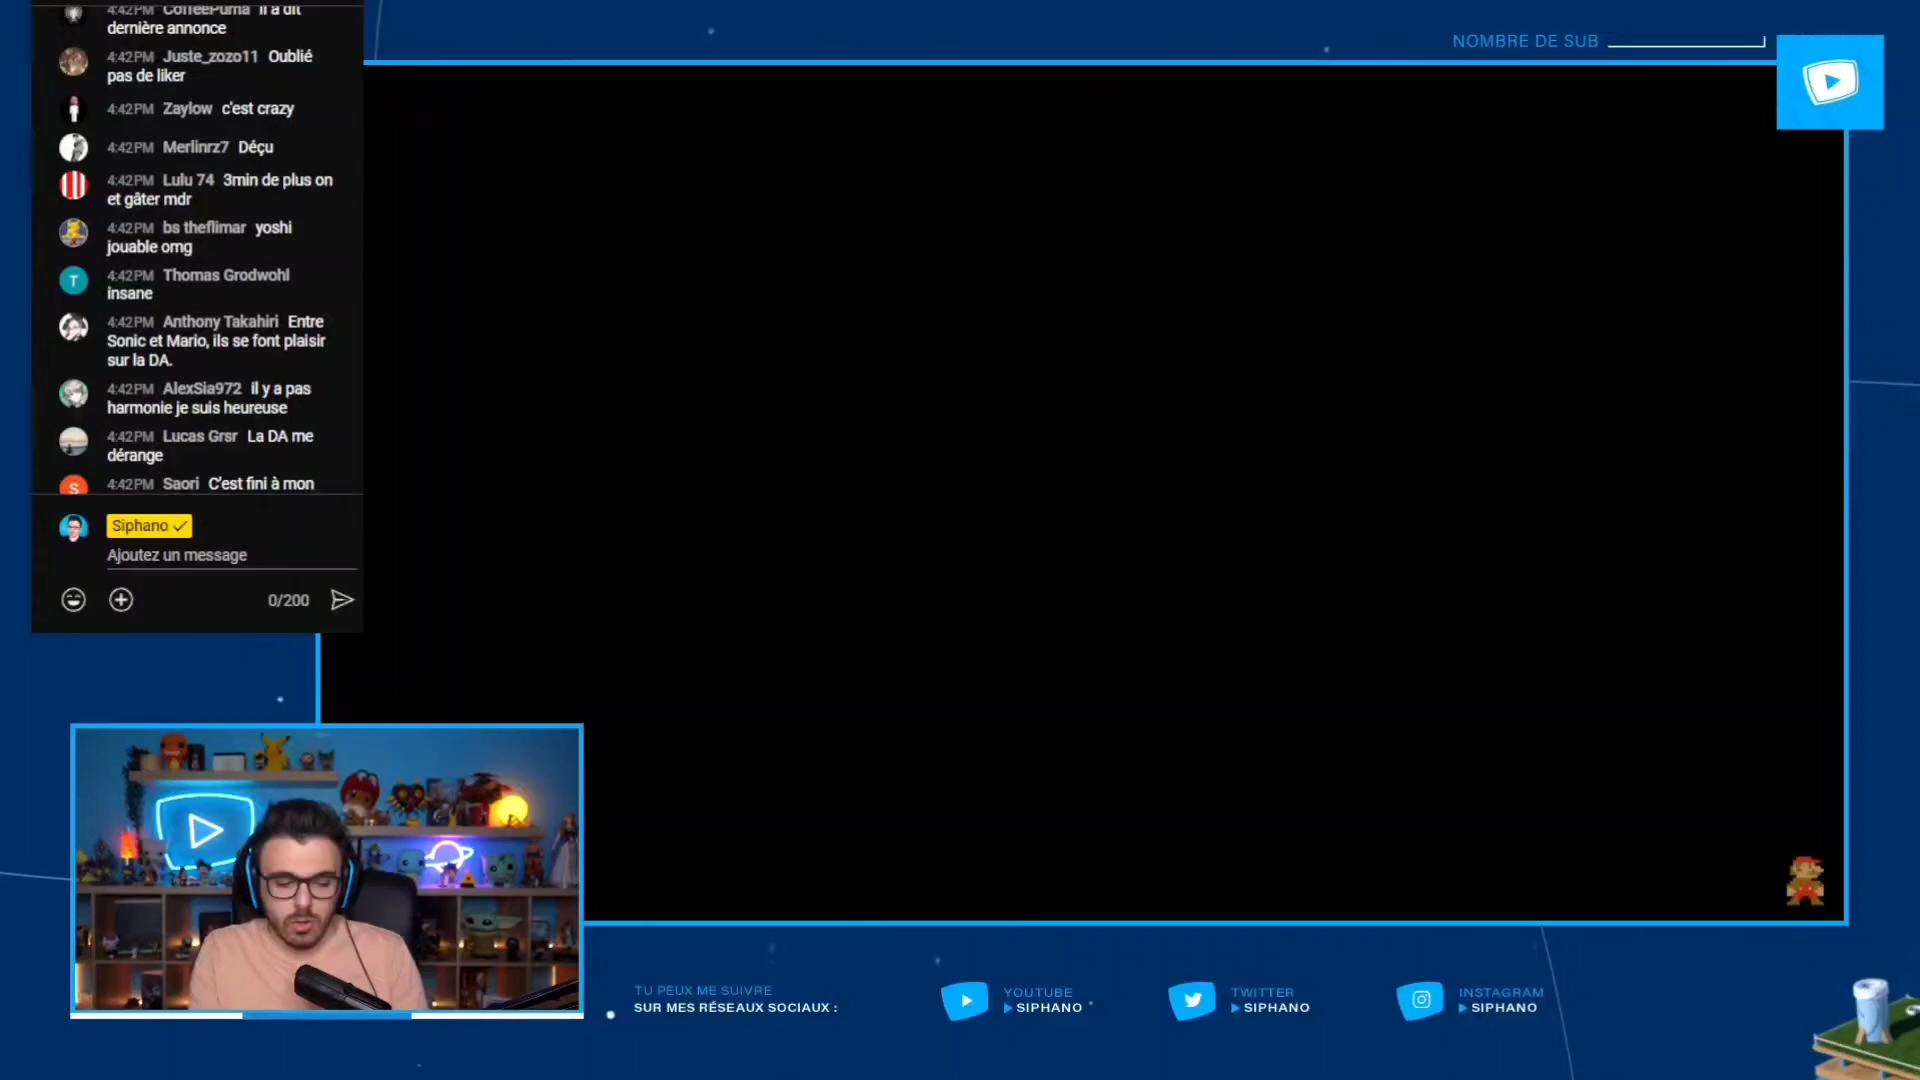 4:42PM CoffeePuma il a dit
dernière annonce
4:42PM Juste_zozo11 Oublié
pas de liker
4:42PM Zaylow c'est crazy
4:42PM Merlinrz7 Déçu
4:42PM Lulu 74 3min de plus on
et gâter mdr
4:42PM bs theflimar yoshi
jouable omg
T
4:42PM Thomas Grodwohl
insane
4:42PM Anthony Takahiri Entre
Sonic et Mario, ils se font plaisir
sur la DA.
4:42PM AlexSia972 il y a pas
harmonie je suis heureuse
4:42PM Lucas Grsr La DA me
dérange
S
4:42PM Saori C'est fini à mon
Siphano
Ajoutez un message
0/200
NOMBRE DE SUB
TU PEUX ME SUIVRE
SUR MES RÉSEAUX SOCIAUX :
YOUTUBE
SIPHANO
TWITTER
SIPHANO
INSTAGRAM
SIPHANO